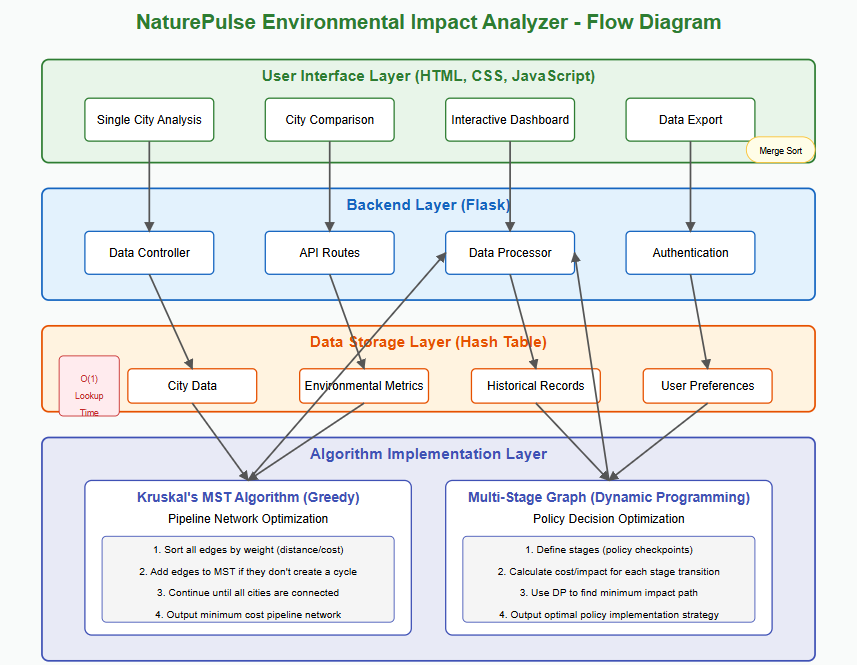 NaturePulse Environmental Impact Analyzer - Flow Diagram
User Interface Layer (HTML, CSS, JavaScript)
Single City Analysis
City Comparison
Interactive Dashboard
Data Export
Merge Sort
Backend Layer (Flask)
Data Controller
API Routes
Data Processor
Authentication
Data Storage Layer (Hash Table)
O(1)
Lookup
Time
City Data
Environmental Metrics
Historical Records
User Preferences
Algorithm Implementation Layer
Kruskal's MST Algorithm (Greedy)
Pipeline Network Optimization
1. Sort all edges by weight (distance/cost)
2. Add edges to MST if they don't create a cycle
3. Continue until all cities are connected
4. Output minimum cost pipeline network
Multi-Stage Graph (Dynamic Programming)
Policy Decision Optimization
1. Define stages (policy checkpoints)
2. Calculate cost/impact for each stage transition
3. Use DP to find minimum impact path
4. Output optimal policy implementation strategy